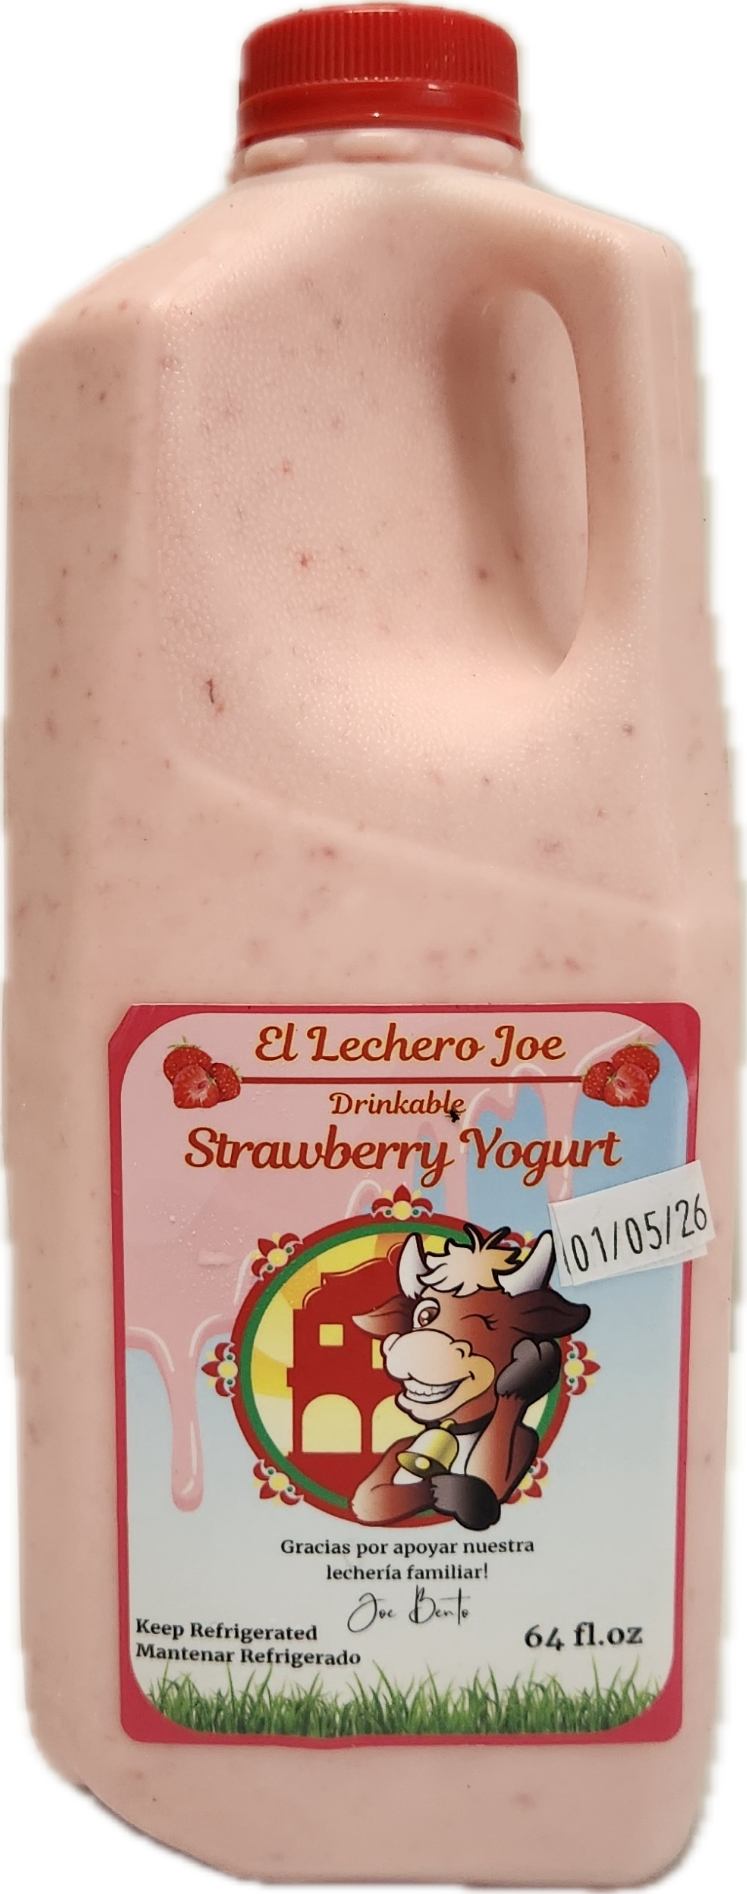 El Lechero Joe
Drinkable
Strawberry Yogurt
01/05/26
Gracias por apoyar nuestra
lechería familiar!
Joe Bento
Keep Refrigerated
Mantenar Refrigerado
64 fl.oz